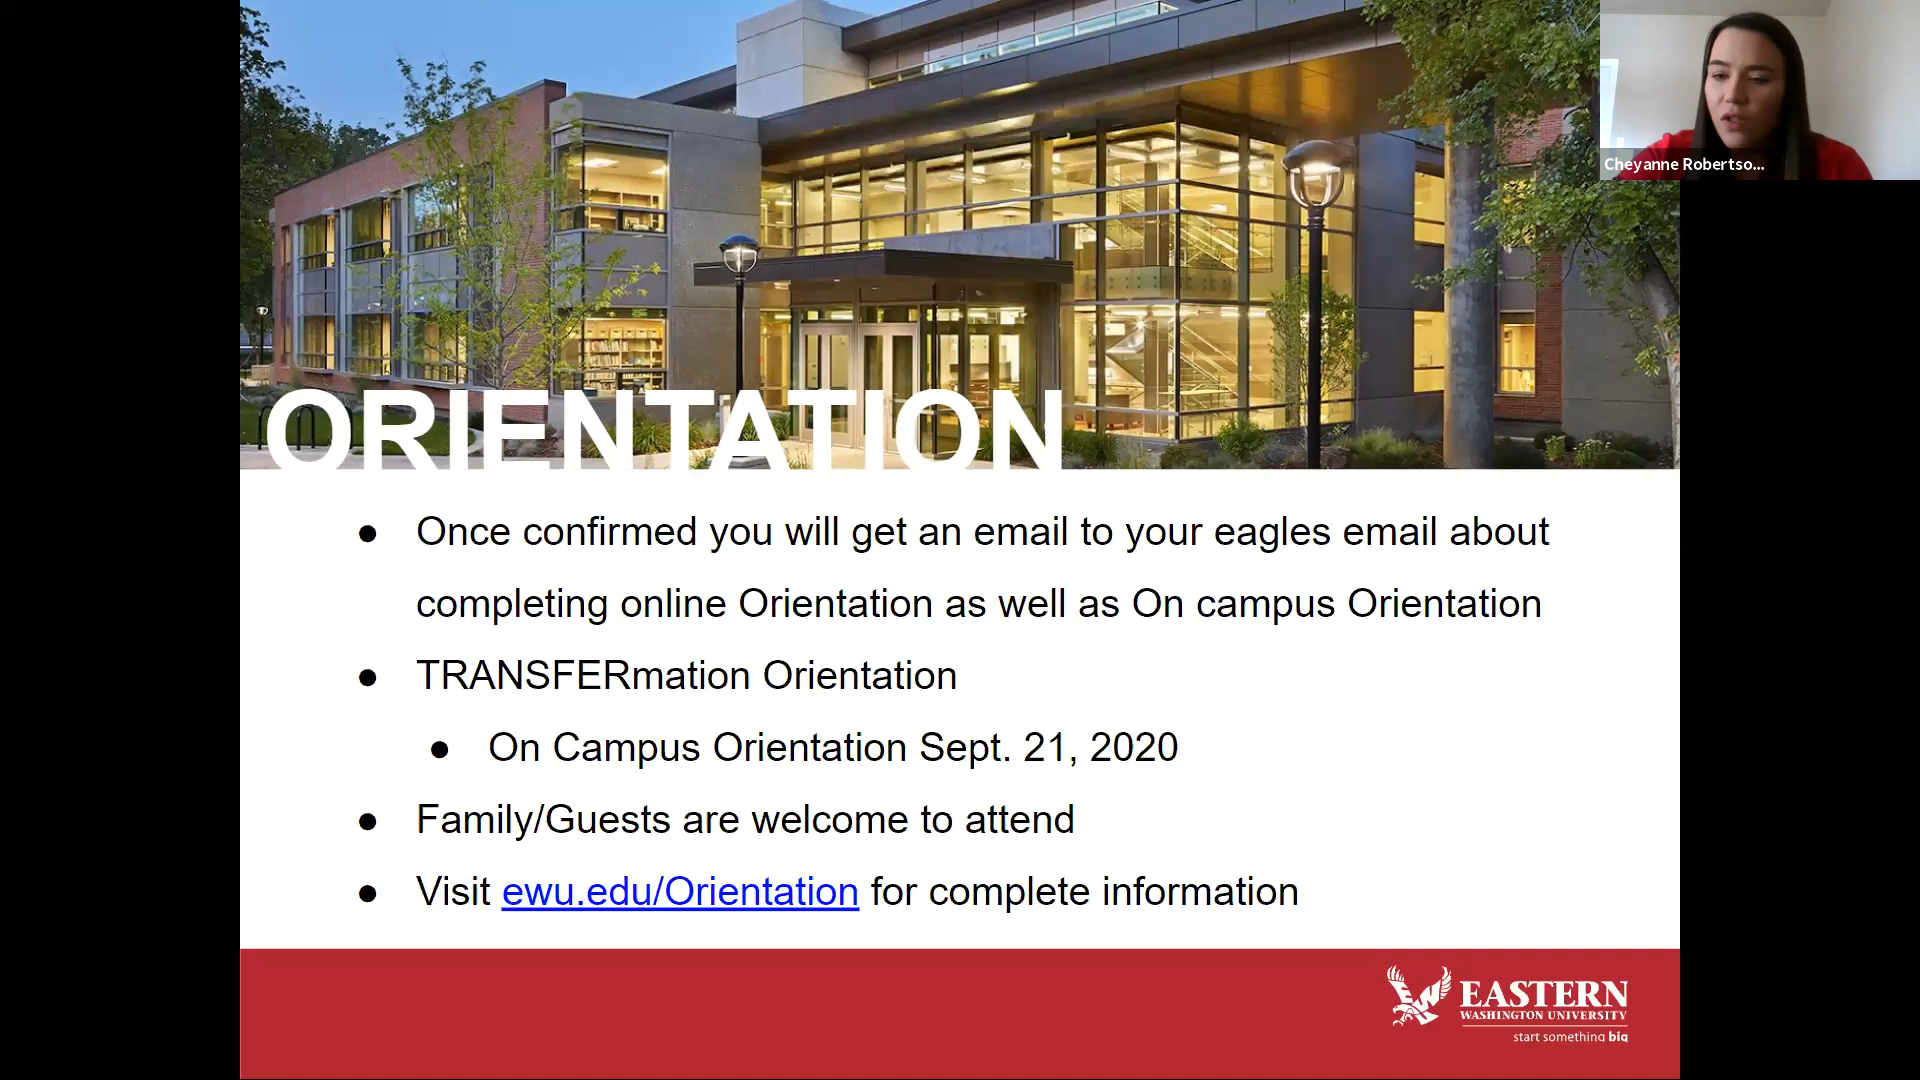 Cheyanne Robertso...
ORIENTATION
● Once confirmed you will get an email to your eagles email about
completing online Orientation as well as On campus Orientation
● TRANSFERmation Orientation
● On Campus Orientation Sept. 21, 2020
● Family/Guests are welcome to attend
● Visit ewu.edu/Orientation for complete information
EASTERN
WASHINGTON UNIVERSITY
start something big